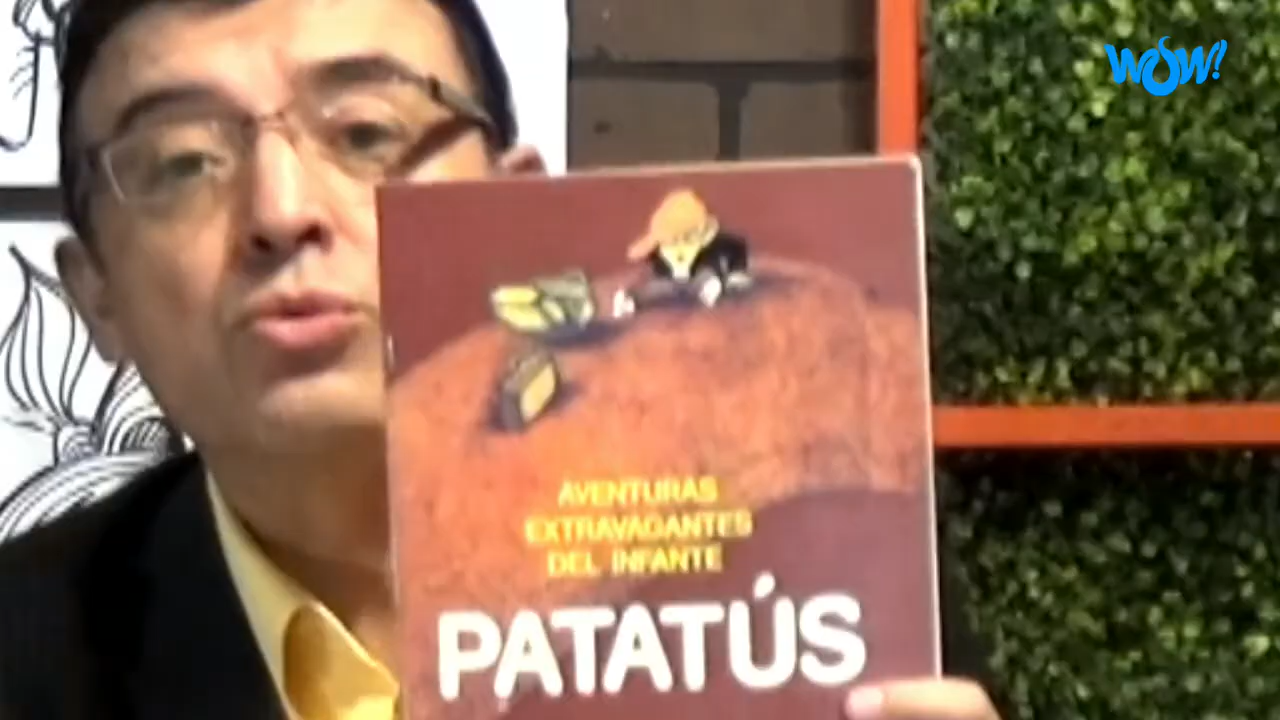 WOW!
AVENTURAS
EXTRAVAGANTES
DEL INFANTE
PATATÚS